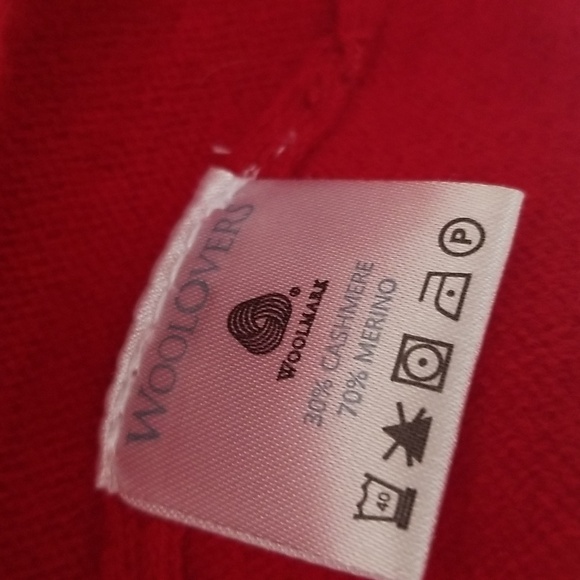 WOOLOVERS
WOOLMARK
30% CASHMERE
70% MERINO
40
P